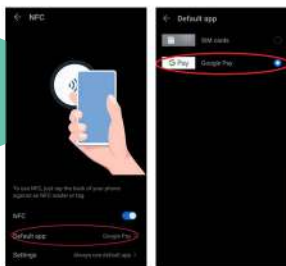 NFC
To use NFC, just tap the back of your phone
against an NFC reader or tag.
NFC
Default app Google Pay
Settings Always use default app
Default app
SIM cards
G Pay Google Pay